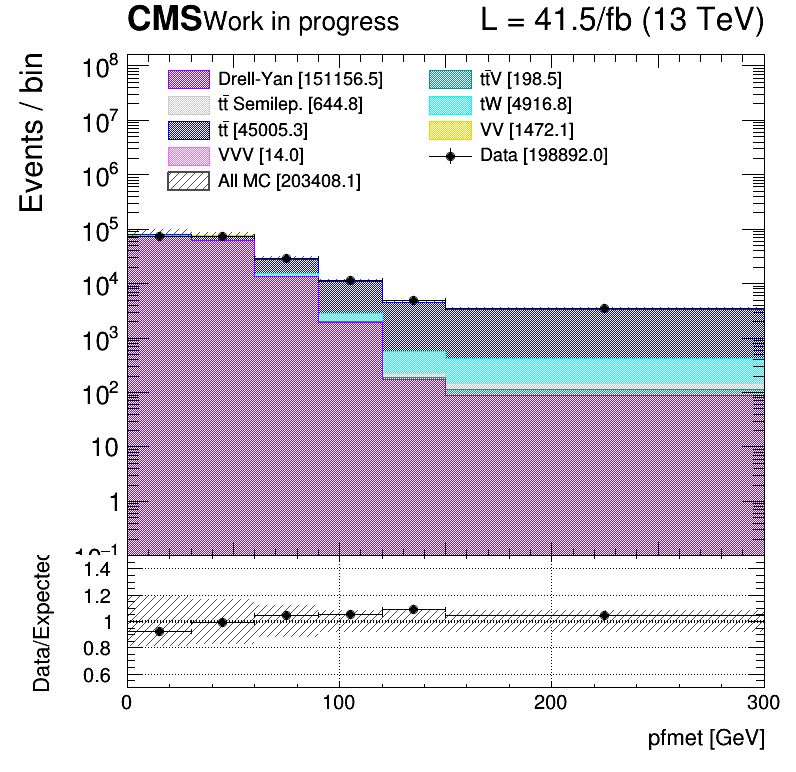 CMS Work in progress L = 41.5/fb (13 TeV)
Events / bin
Drell-Yan [151156.5] tt̄V [198.5]
tt̄ Semilep. [644.8] tW [4916.8]
tt̄ [45005.3] VV [1472.1]
VVV [14.0] Data [198892.0]
All MC [203408.1]
10⁸
10⁷
10⁶
10⁵
10⁴
10³
10²
10
1
10⁻¹
Data/Expected
1.4
1.2
1
0.8
0.6
0 100 200 300
pfmet [GeV]